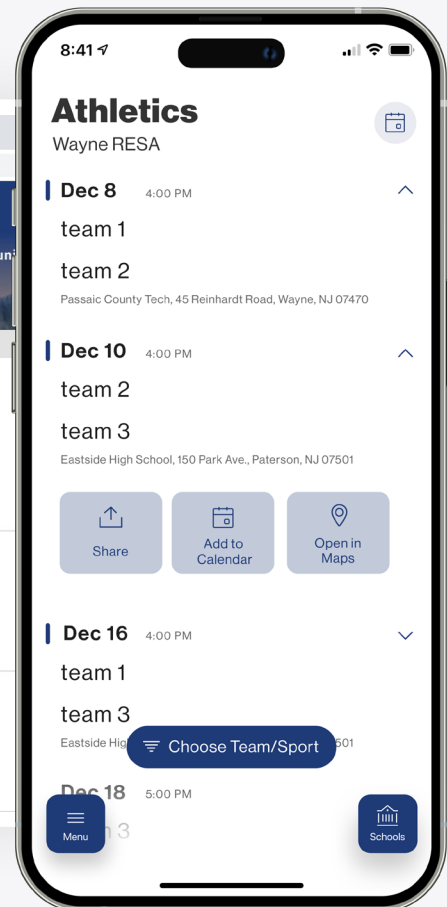 8:41
Athletics
Wayne RESA
Dec 8 4:00 PM
team 1
team 2
Passaic County Tech, 45 Reinhardt Road, Wayne, NJ 07470
Dec 10 4:00 PM
team 2
team 3
Eastside High School, 150 Park Ave., Paterson, NJ 07501
Share
Add to
Calendar
Open in
Maps
Dec 16 4:00 PM
team 1
team 3
Eastside
Choose Team/Sport
501
Dec 18 5:00 PM
3
Menu
Schools